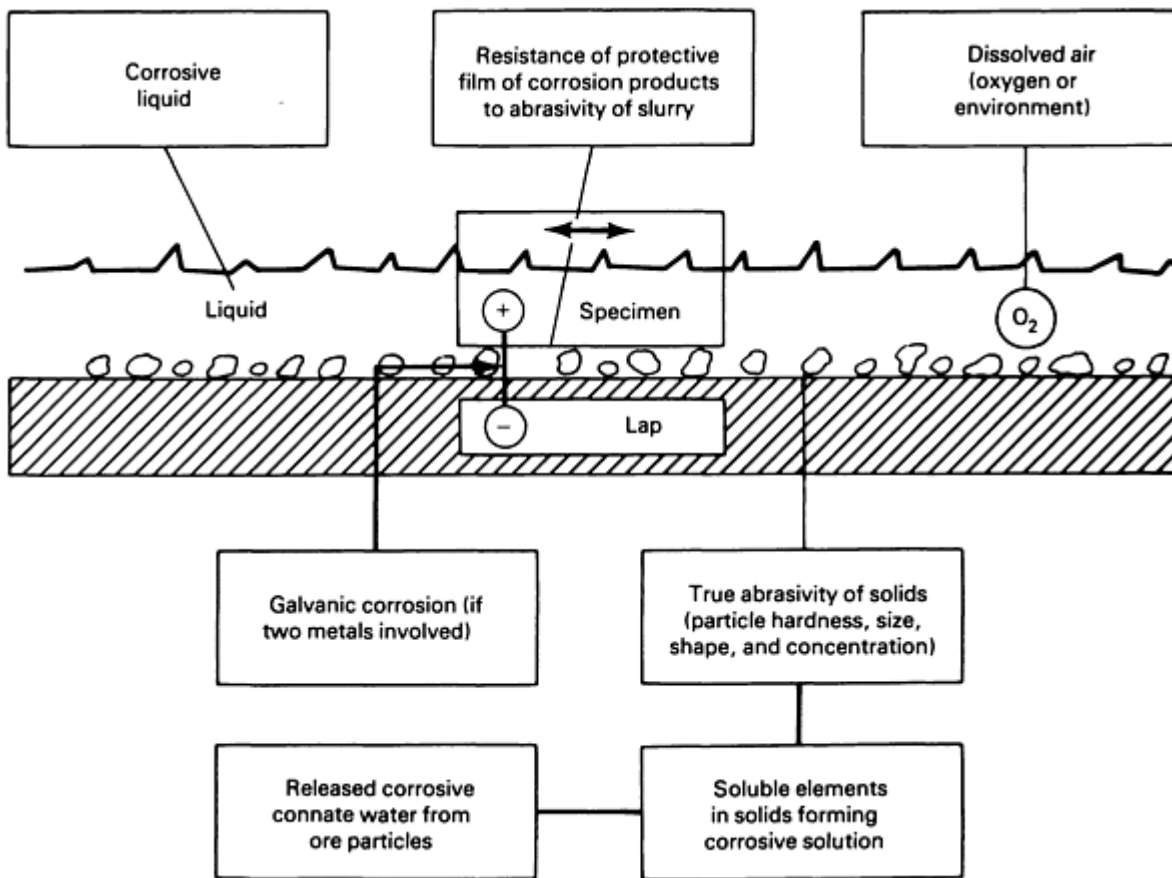 Corrosive
liquid
Resistance of protective
film of corrosion products
to abrasivity of slurry
Dissolved air
(oxygen or
environment)
Liquid
+
Specimen
O₂
−
Lap
Galvanic corrosion (if
two metals involved)
True abrasivity of solids
(particle hardness, size,
shape, and concentration)
Released corrosive
connate water from
ore particles
Soluble elements
in solids forming
corrosive solution